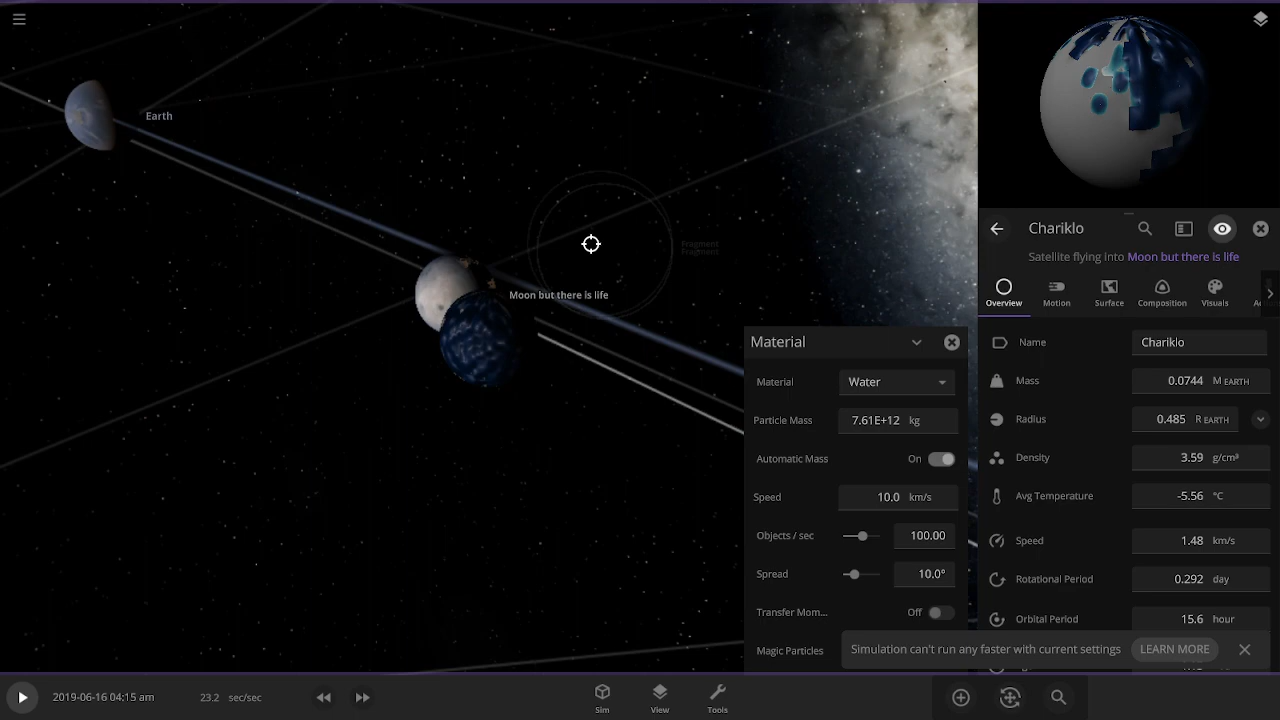 Earth
Fragment
Fragment
Moon but there is life
Material
Material
Water
Particle Mass
7.61E+12 kg
Automatic Mass
On
Speed
10.0 km/s
Objects / sec
100.00
Spread
10.0°
Transfer Mom...
Off
Magic Particles
Chariklo
Satellite flying into Moon but there is life
Overview
Motion
Surface
Composition
Visuals
Name
Chariklo
Mass
0.0744 M EARTH
Radius
0.485 R EARTH
Density
3.59 g/cm³
Avg Temperature
-5.56 °C
Speed
1.48 km/s
Rotational Period
0.292 day
Orbital Period
15.6 hour
Simulation can't run any faster with current settings
LEARN MORE
2019-06-16 04:15 am
23.2 sec/sec
Sim
View
Tools